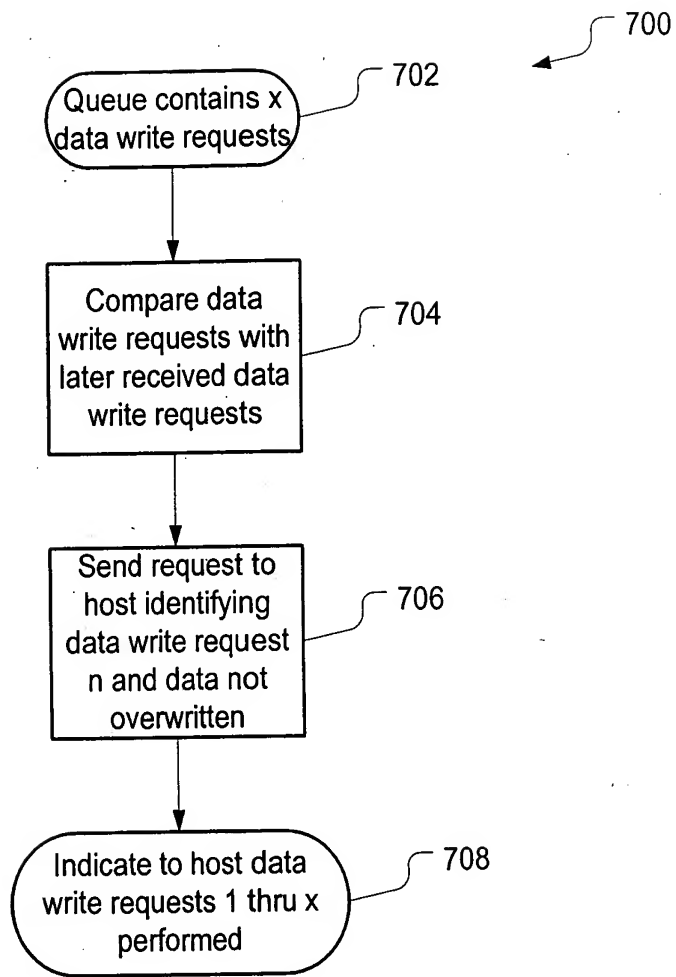 700
Queue contains x
data write requests
702
Compare data
write requests with
later received data
write requests
704
Send request to
host identifying
data write request
n and data not
overwritten
706
Indicate to host data
write requests 1 thru x
performed
708